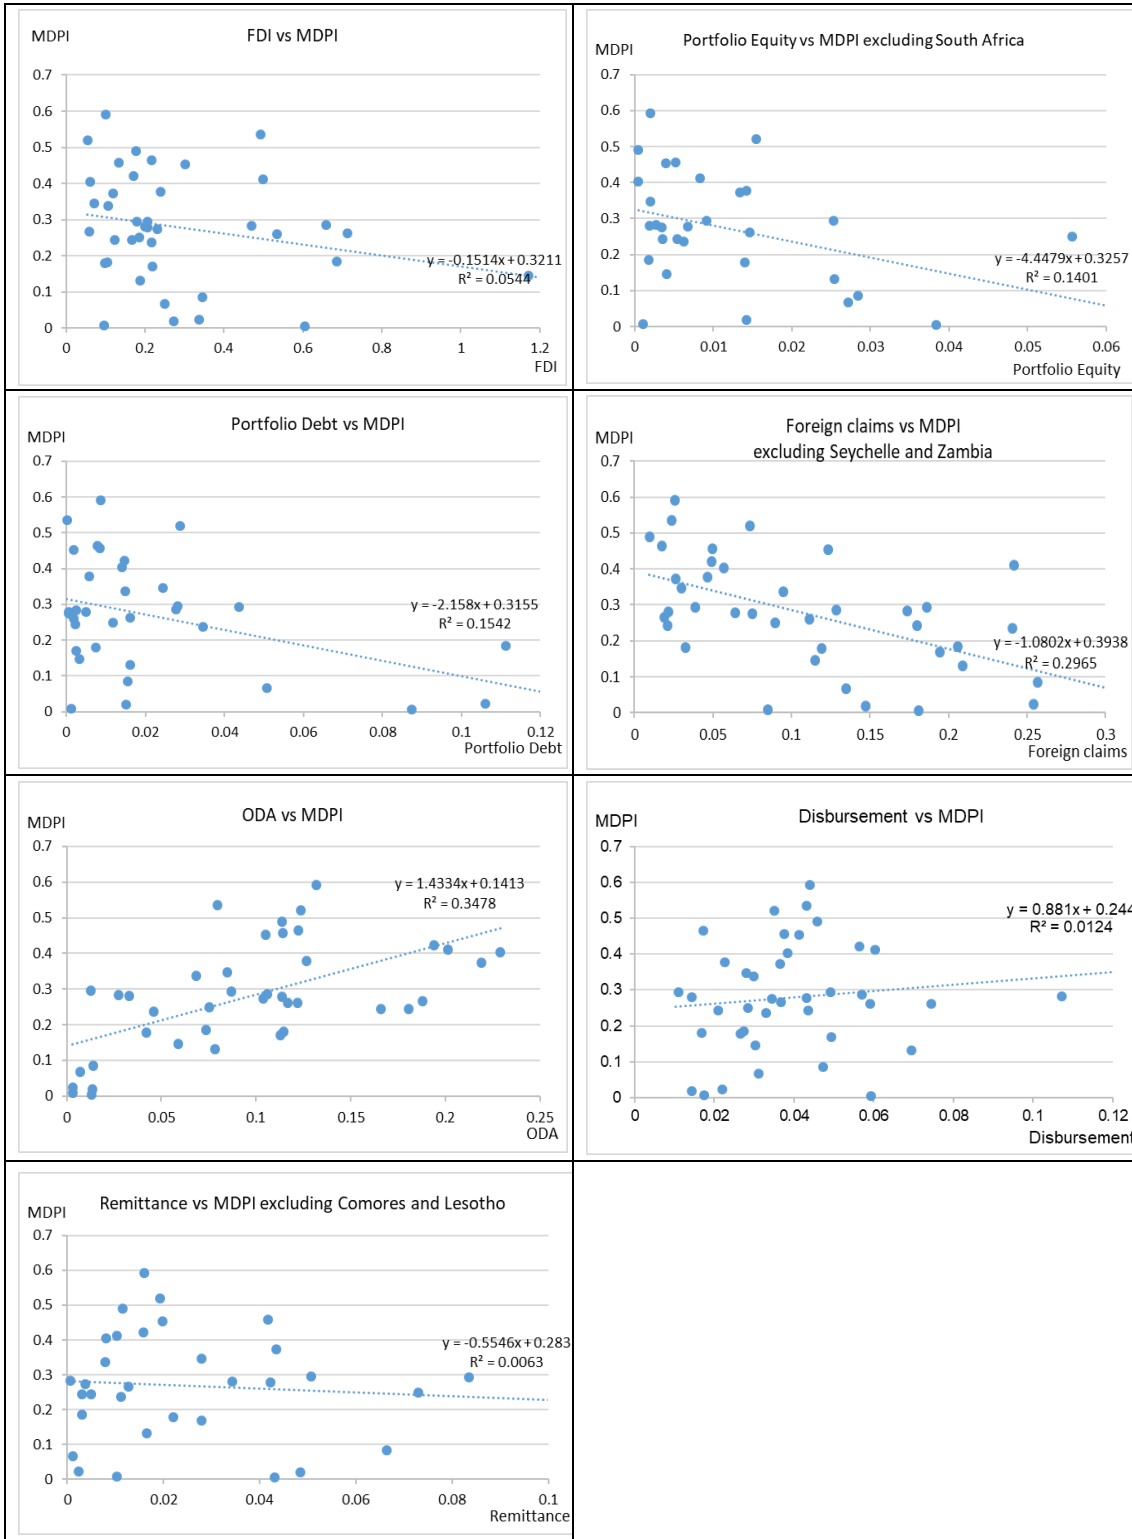 FDI vs MDPI
MDPI
0.7
0.6
0.5
0.4
0.3
0.2
0.1
0
y = -0.1514x + 0.3211
R² = 0.0544
0 0.2 0.4 0.6 0.8 1 1.2
FDI
Portfolio Equity vs MDPI excluding South Africa
MDPI
0.7
0.6
0.5
0.4
0.3
0.2
0.1
0
y = -4.4479x + 0.3257
R² = 0.1401
0 0.01 0.02 0.03 0.04 0.05 0.06
Portfolio Equity
Portfolio Debt vs MDPI
MDPI
0.7
0.6
0.5
0.4
0.3
0.2
0.1
0
y = -2.158x + 0.3155
R² = 0.1542
0 0.02 0.04 0.06 0.08 0.1 0.12
Portfolio Debt
Foreign claims vs MDPI
excluding Seychelle and Zambia
MDPI
0.7
0.6
0.5
0.4
0.3
0.2
0.1
0
y = -1.0802x + 0.3938
R² = 0.2965
0 0.05 0.1 0.15 0.2 0.25 0.3
Foreign claims
ODA vs MDPI
MDPI
0.7
0.6
0.5
0.4
0.3
0.2
0.1
0
y = 1.4334x + 0.1413
R² = 0.3478
0 0.05 0.1 0.15 0.2 0.25
ODA
Disbursement vs MDPI
MDPI
0.7
0.6
0.5
0.4
0.3
0.2
0.1
0
y = 0.881x + 0.244
R² = 0.0124
0 0.02 0.04 0.06 0.08 0.1 0.12
Disbursement
Remittance vs MDPI excluding Comores and Lesotho
MDPI
0.7
0.6
0.5
0.4
0.3
0.2
0.1
0
y = -0.5546x + 0.283
R² = 0.0063
0 0.02 0.04 0.06 0.08 0.1
Remittance